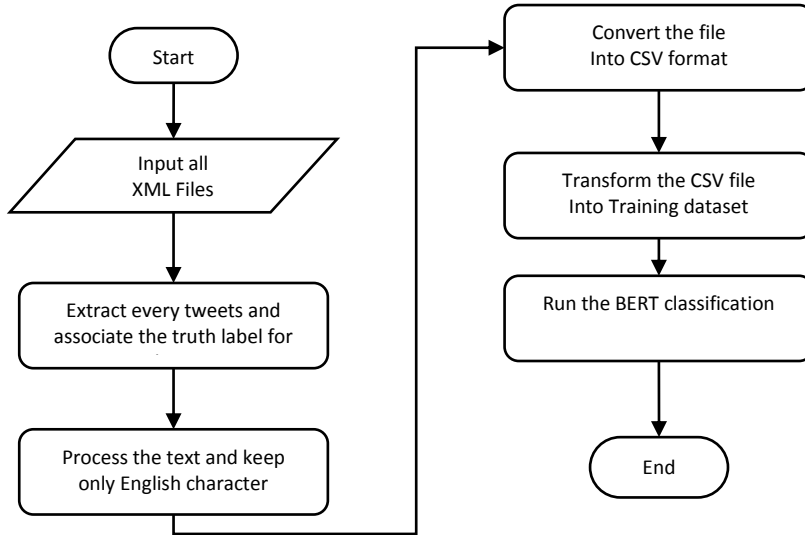 Start
Input all
XML Files
Extract every tweets and
associate the truth label for
Process the text and keep
only English character
Convert the file
Into CSV format
Transform the CSV file
Into Training dataset
Run the BERT classification
End